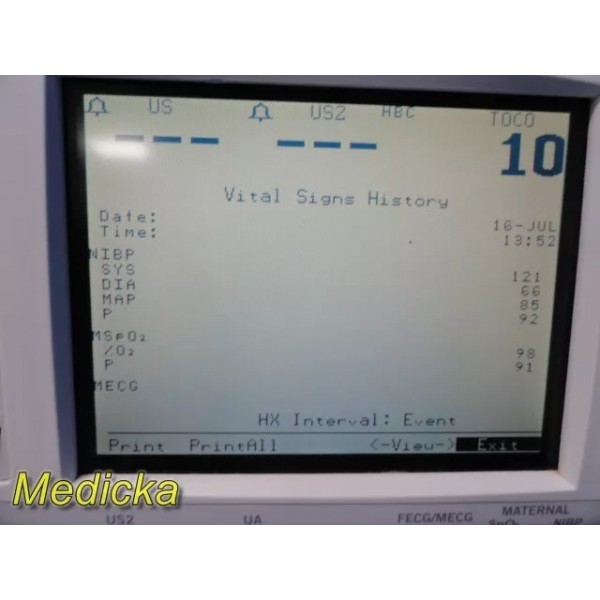 US US2 HBC TOCO
--- --- 10
Vital Signs History
Date: 16-JUL
Time: 13:52
NIBP
SYS 121
DIA 66
MAP 85
P 92
MSpO₂
%O₂ 98
P 91
MECG
HX Interval: Event
Print PrintAll <-View-> Exit
Medicka
US2 UA FECG/MECG MATERNAL
SpO₂ NIBP